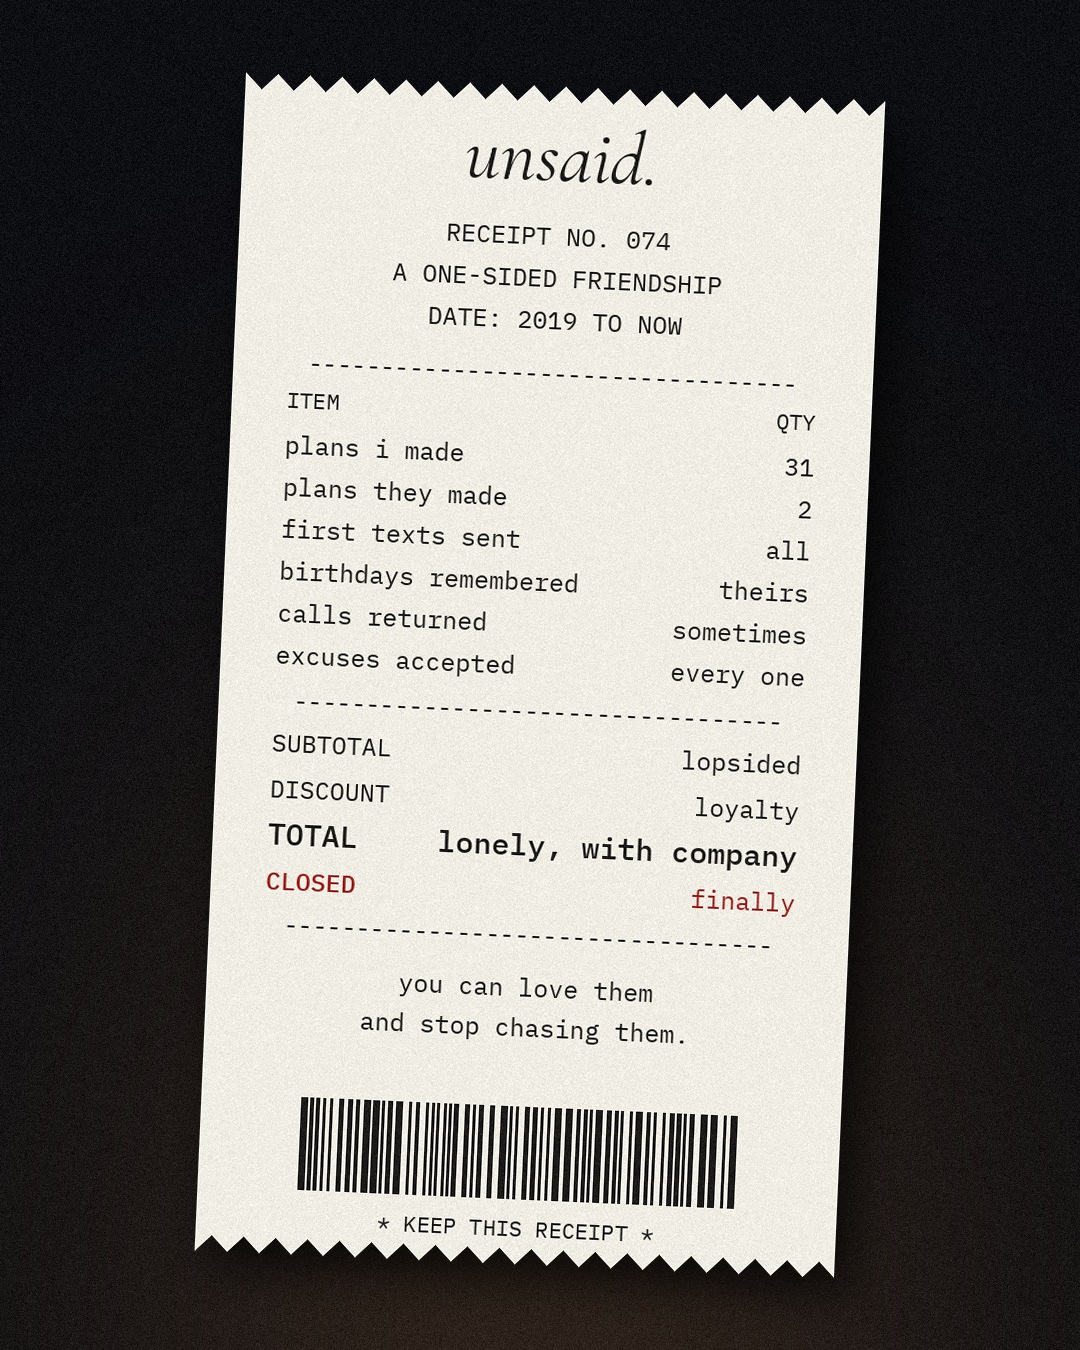 unsaid.
RECEIPT NO. 074
A ONE-SIDED FRIENDSHIP
DATE: 2019 TO NOW
---------------------------------
ITEM QTY
plans i made 31
plans they made 2
first texts sent all
birthdays remembered theirs
calls returned sometimes
excuses accepted every one
---------------------------------
SUBTOTAL lopsided
DISCOUNT loyalty
TOTAL lonely, with company
CLOSED finally
---------------------------------
you can love them
and stop chasing them.
* KEEP THIS RECEIPT *